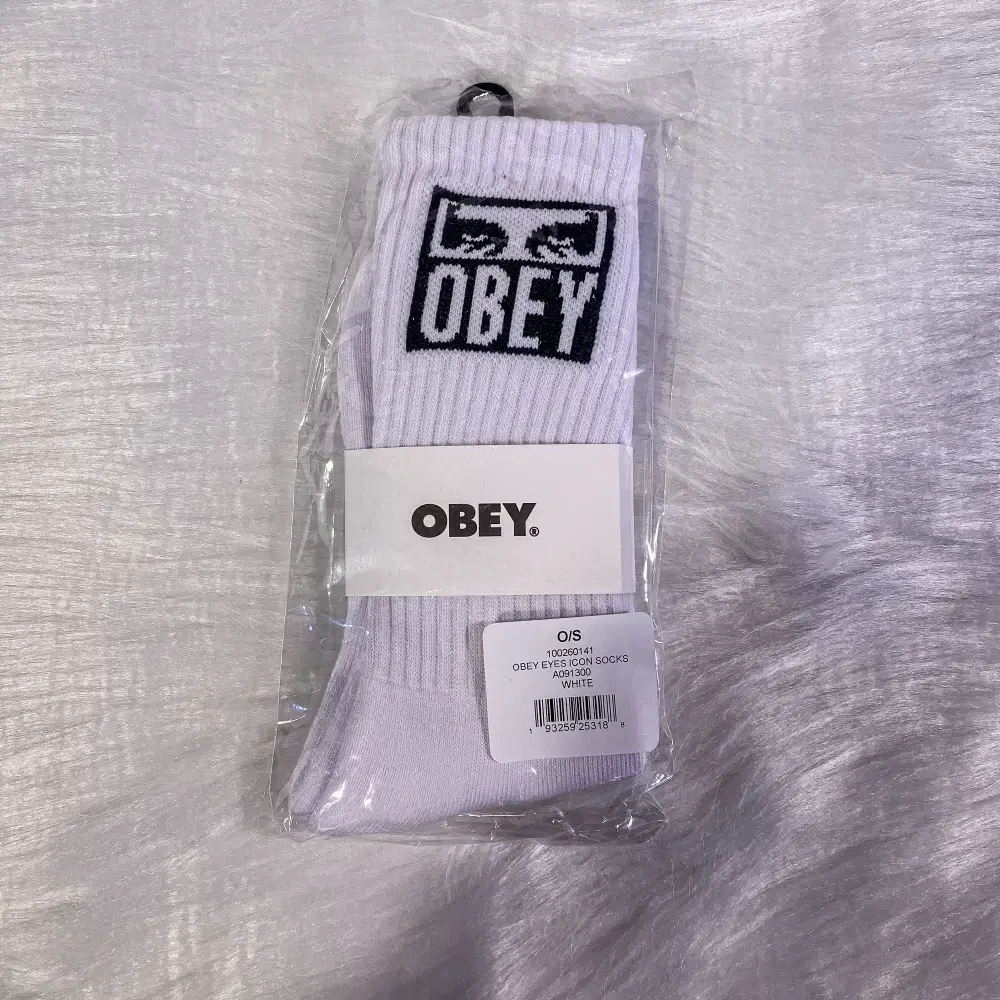 OBEY
OBEY®
O/S
100260141
OBEY EYES ICON SOCKS
A091300
WHITE
1 93259 25318 8